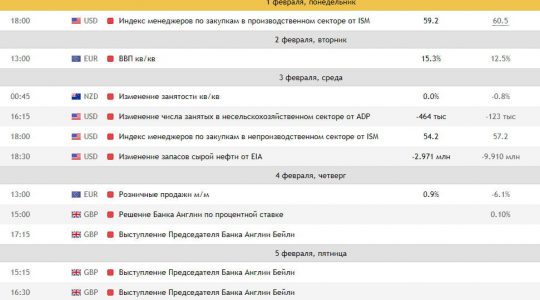 1 февраля, понедельник
18:00 USD Индекс менеджеров по закупкам в производственном секторе от ISM 59.2 60.5
2 февраля, вторник
13:00 EUR ВВП кв/кв 15.3% 12.5%
3 февраля, среда
00:45 NZD Изменение занятости кв/кв 0.0% -0.8%
16:15 USD Изменение числа занятых в несельскохозяйственном секторе от ADP -464 тыс -123 тыс
18:00 USD Индекс менеджеров по закупкам в непроизводственном секторе от ISM 54.2 57.2
18:30 USD Изменение запасов сырой нефти от EIA -2.971 млн -9.910 млн
4 февраля, четверг
13:00 EUR Розничные продажи м/м 0.9% -6.1%
15:00 GBP Решение Банка Англии по процентной ставке 0.10%
17:15 GBP Выступление Председателя Банка Англии Бейли
5 февраля, пятница
15:15 GBP Выступление Председателя Банка Англии Бейли
16:30 GBP Выступление Председателя Банка Англии Бейли